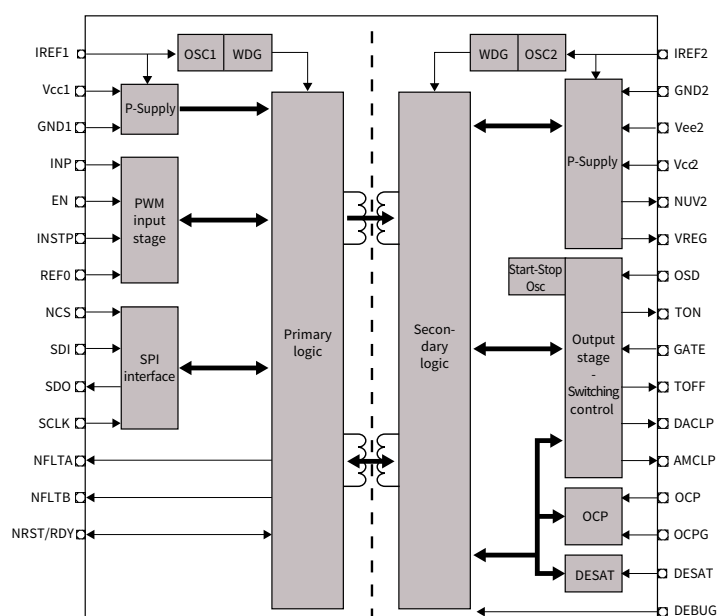 IREF1
OSC1
WDG
WDG
OSC2
IREF2
Vcc1
P-Supply
GND1
GND2
Vee2
P-Supply
Vcc2
NUV2
VREG
INP
EN
PWM
input
stage
INSTP
REF0
Start-Stop
Osc
OSD
TON
NCS
SDI
SPI
interface
SDO
SCLK
Primary
logic
Secon-
dary
logic
Output
stage
-
Switching
control
GATE
TOFF
DACLP
AMCLP
NFLTA
NFLTB
NRST/RDY
OCP
OCP
OCPG
DESAT
DESAT
DEBUG